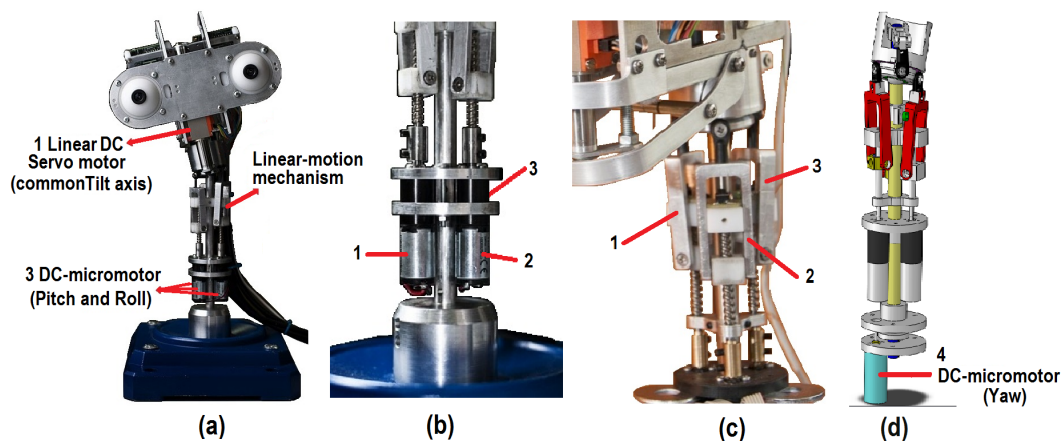 1 Linear DC
Servo motor
(commonTilt axis)
Linear-motion
mechanism
3 DC-micromotor
(Pitch and Roll)
(a)
3
1
2
(b)
3
1
2
(c)
4
DC-micromotor
(Yaw)
(d)